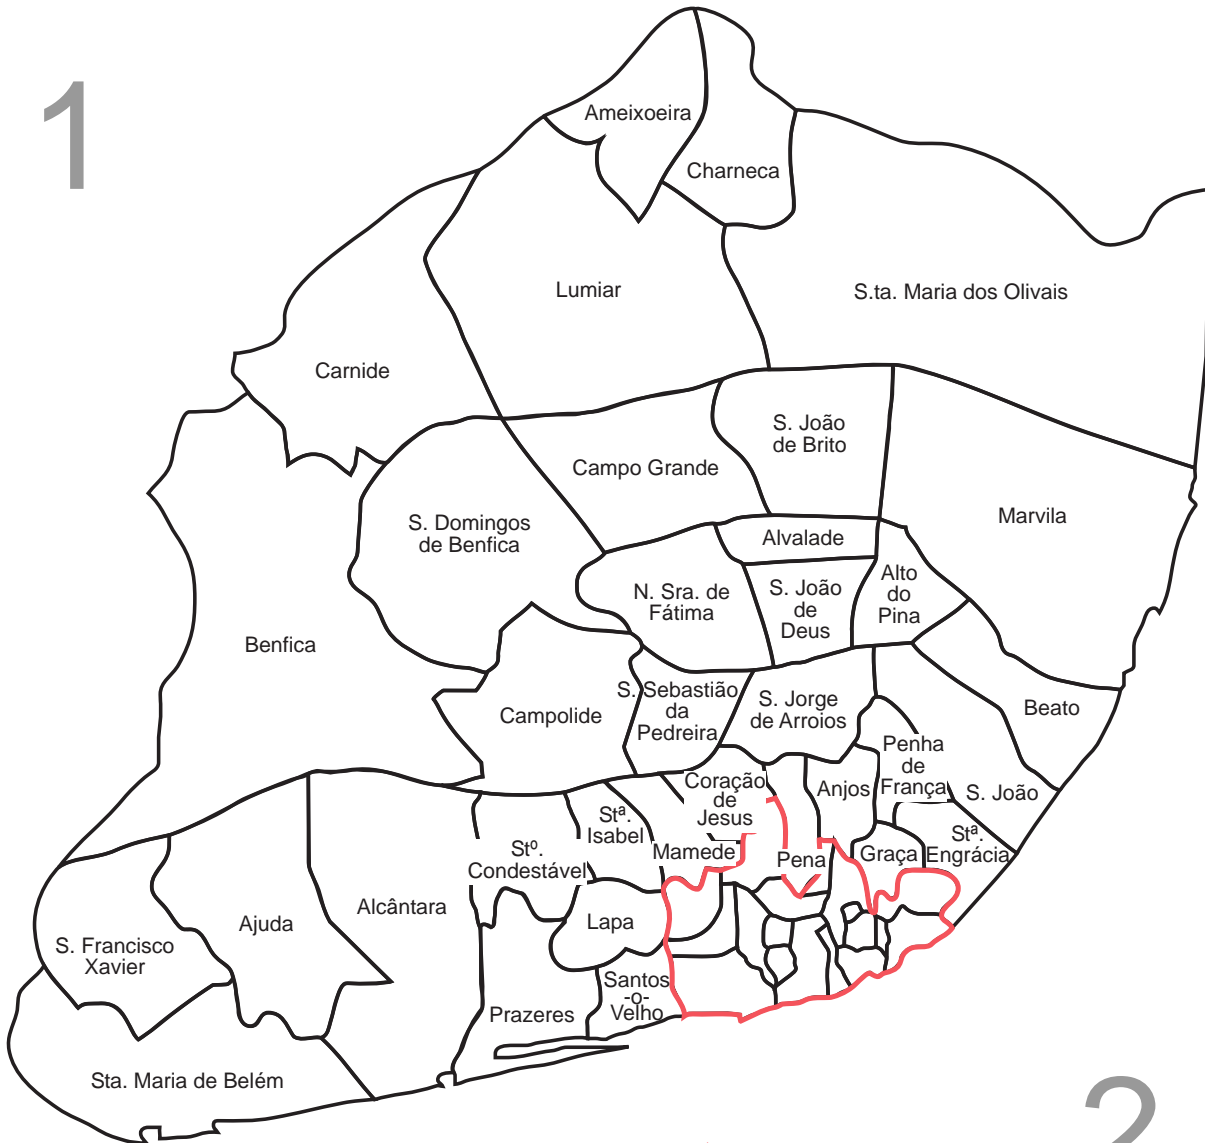 1
Ameixoeira
Charneca
Lumiar
S.ta. Maria dos Olivais
Carnide
S. João
de Brito
Campo Grande
Marvila
S. Domingos
de Benfica
Alvalade
Alto
do
Pina
N. Sra. de
Fátima
S. João
de
Deus
Benfica
S. Sebastião
da
Pedreira
S. Jorge
de Arroios
Beato
Campolide
Penha
de
França
Coração
de
Jesus
Anjos
S. João
Stª.
Isabel
Stª.
Engrácia
Stº.
Condestável
Mamede
Pena
Graça
Alcântara
Ajuda
Lapa
S. Francisco
Xavier
Santos
-o-
Velho
Prazeres
Sta. Maria de Belém
2